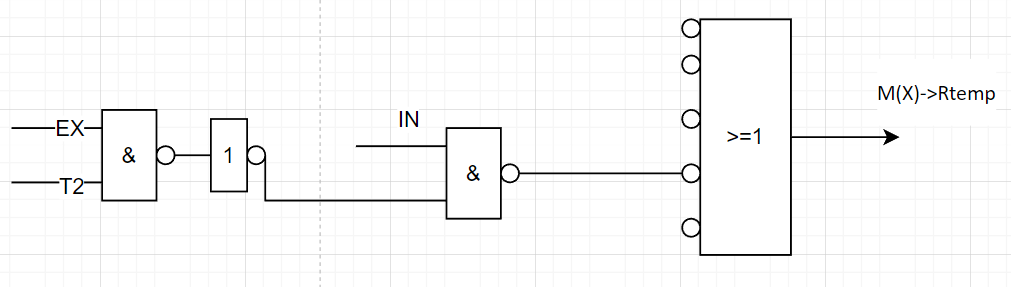 M(X)->Rtemp
IN
EX
&
1
>=1
T2
&